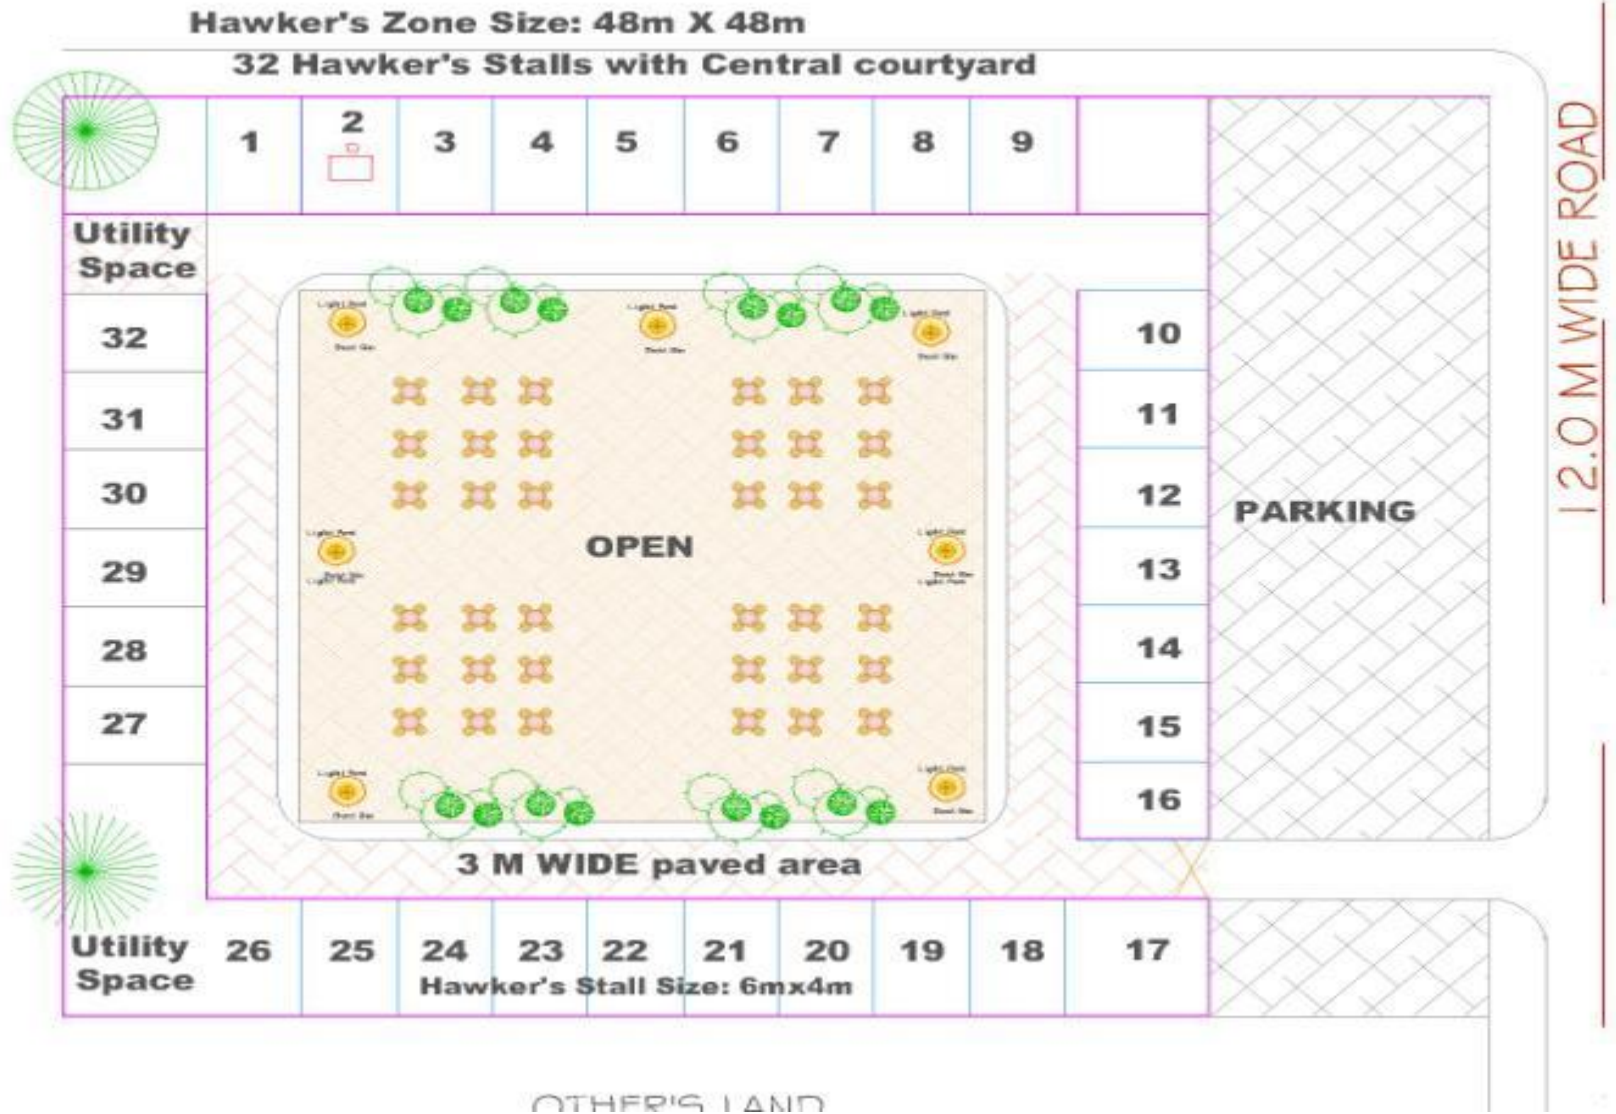 Hawker's Zone Size: 48m X 48m
32 Hawker's Stalls with Central courtyard
1
2
3
4
5
6
7
8
9
Utility
Space
32
31
30
29
28
27
10
11
12
13
14
15
16
OPEN
PARKING
12.0 M WIDE ROAD
3 M WIDE paved area
Utility
Space
26
25
24
23
22
21
20
19
18
17
Hawker's Stall Size: 6mx4m
OTHER'S LAND